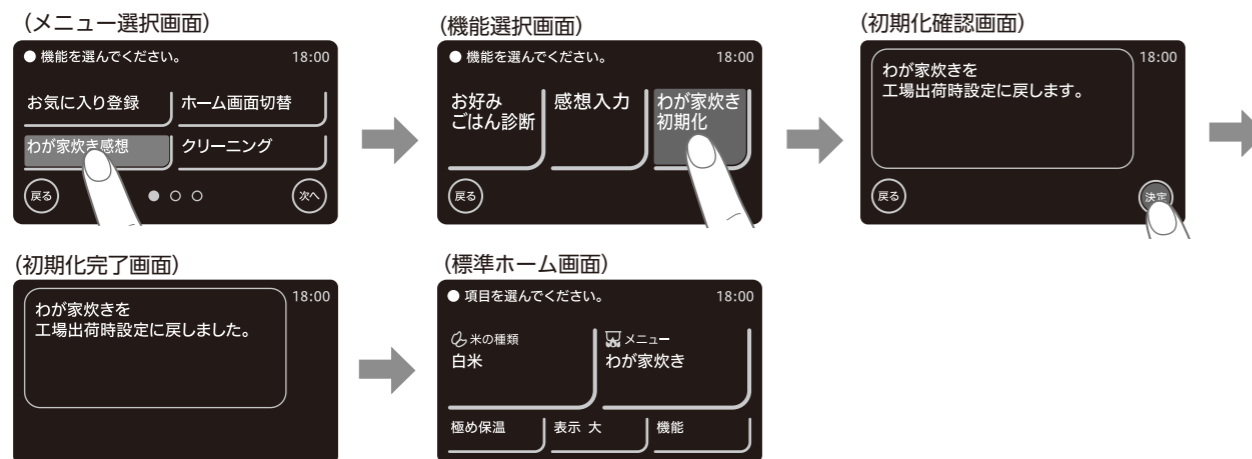 (メニュー選択画面)
● 機能を選んでください。 18:00
お気に入り登録 ホーム画面切替
わが家炊き感想 クリーニング
戻る 次へ
(機能選択画面)
● 機能を選んでください。 18:00
お好み
ごはん診断
感想入力
わが家炊き
初期化
戻る
(初期化確認画面)
18:00
わが家炊きを
工場出荷時設定に戻します。
戻る 決定
(初期化完了画面)
18:00
わが家炊きを
工場出荷時設定に戻しました。
(標準ホーム画面)
● 項目を選んでください。 18:00
米の種類
白米
メニュー
わが家炊き
極め保温 表示 大 機能